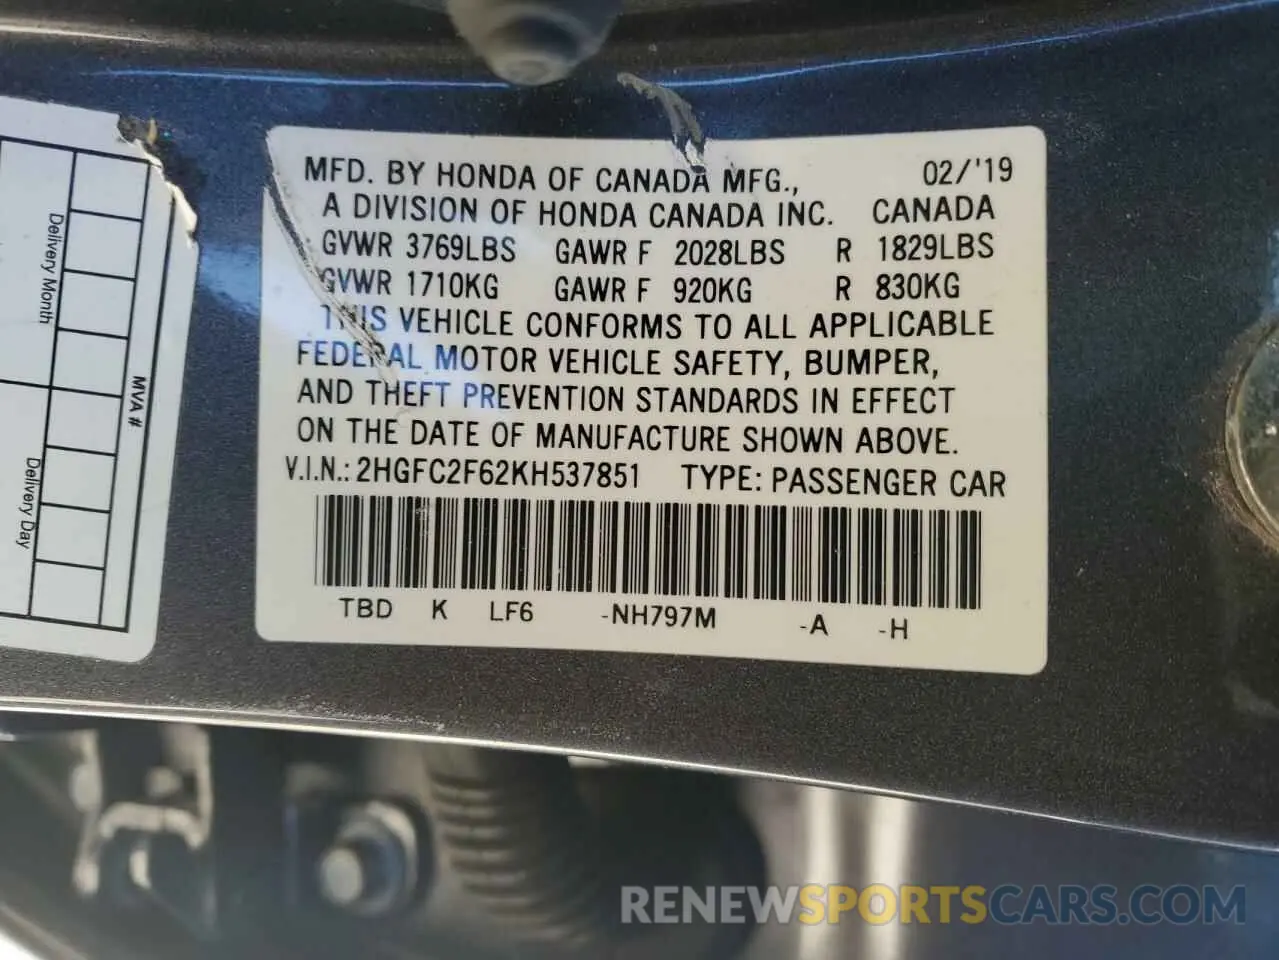 MFD. BY HONDA OF CANADA MFG., 02/'19
A DIVISION OF HONDA CANADA INC. CANADA
GVWR 3769LBS GAWR F 2028LBS R 1829LBS
GVWR 1710KG GAWR F 920KG R 830KG
THIS VEHICLE CONFORMS TO ALL APPLICABLE
FEDERAL MOTOR VEHICLE SAFETY, BUMPER,
AND THEFT PREVENTION STANDARDS IN EFFECT
ON THE DATE OF MANUFACTURE SHOWN ABOVE.
V.I.N.: 2HGFC2F62KH537851 TYPE: PASSENGER CAR
TBD K LF6 -NH797M -A -H
Delivery Month
Delivery Day
MVA #
RENEWSPORTSCARS.COM